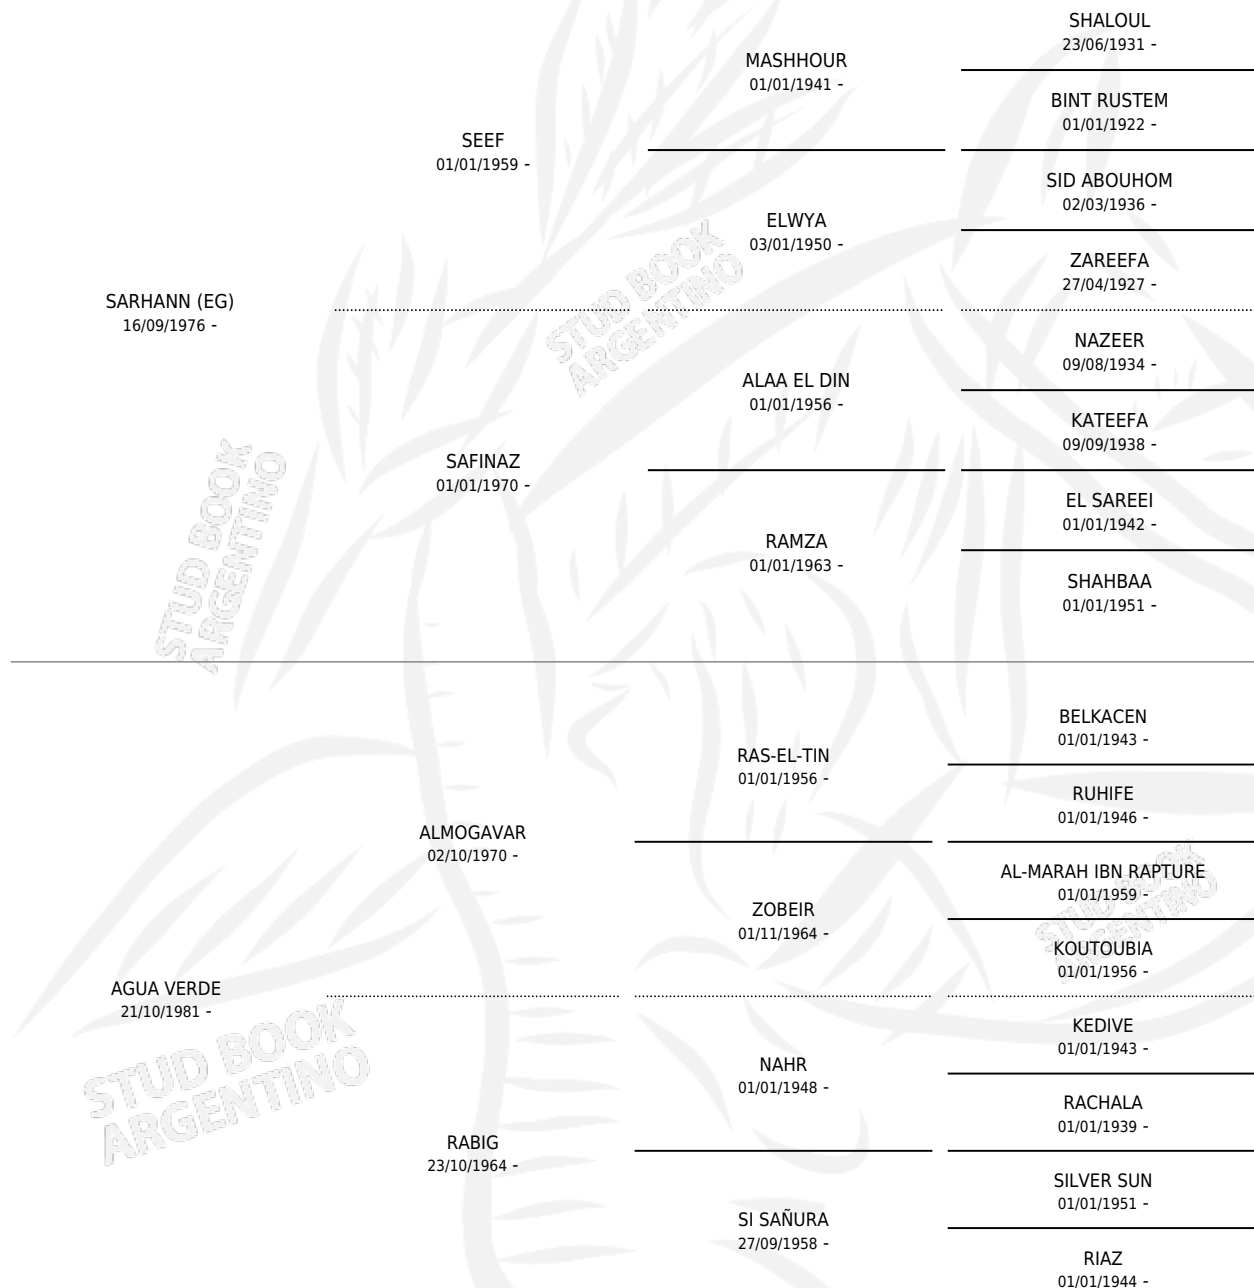 SHALOUL
23/06/1931 -
MASHHOUR
01/01/1941 -
BINT RUSTEM
01/01/1922 -
SEEF
01/01/1959 -
SID ABOUHOM
02/03/1936 -
ELWYA
03/01/1950 -
ZAREEFA
27/04/1927 -
SARHANN (EG)
16/09/1976 -
NAZEER
09/08/1934 -
ALAA EL DIN
01/01/1956 -
KATEEFA
09/09/1938 -
SAFINAZ
01/01/1970 -
EL SAREEI
01/01/1942 -
RAMZA
01/01/1963 -
SHAHBAA
01/01/1951 -
STUD BOOK
ARGENTINO
STUD BOOK
ARGENTINO
BELKACEN
01/01/1943 -
RAS-EL-TIN
01/01/1956 -
RUHIFE
01/01/1946 -
ALMOGAVAR
02/10/1970 -
AL-MARAH IBN RAPTURE
01/01/1959 -
ZOBEIR
01/11/1964 -
KOUTOUBIA
01/01/1956 -
STUD BOOK
ARGENTINO
AGUA VERDE
21/10/1981 -
KEDIVE
01/01/1943 -
NAHR
01/01/1948 -
RACHALA
01/01/1939 -
RABIG
23/10/1964 -
SILVER SUN
01/01/1951 -
SI SAÑURA
27/09/1958 -
RIAZ
01/01/1944 -
STUD BOOK
ARGENTINO